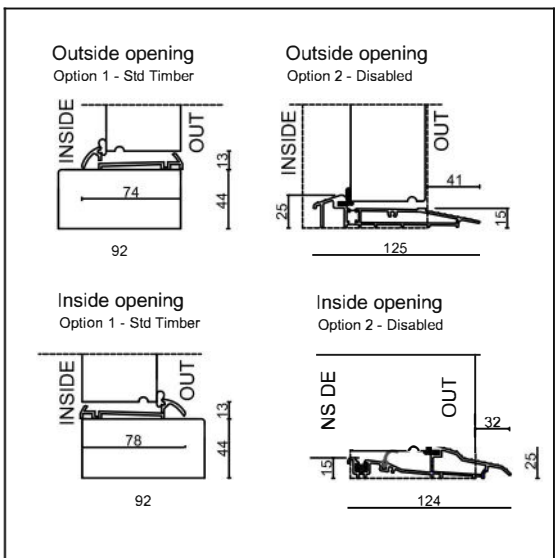 Outside opening
Option 1 - Std Timber
INSIDE
OUT
13
74
44
92
Outside opening
Option 2 - Disabled
INSIDE
OUT
41
25
15
125
Inside opening
Option 1 - Std Timber
INSIDE
OUT
13
78
44
92
Inside opening
Option 2 - Disabled
NS DE
OUT
32
15
25
124